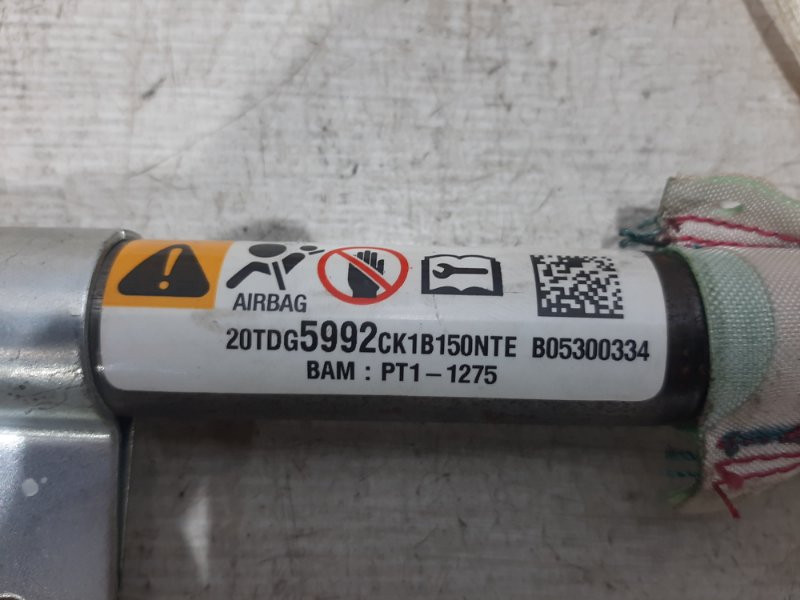 AIRBAG
20TDG5992CK1B150NTE B05300334
BAM : PT1-1275